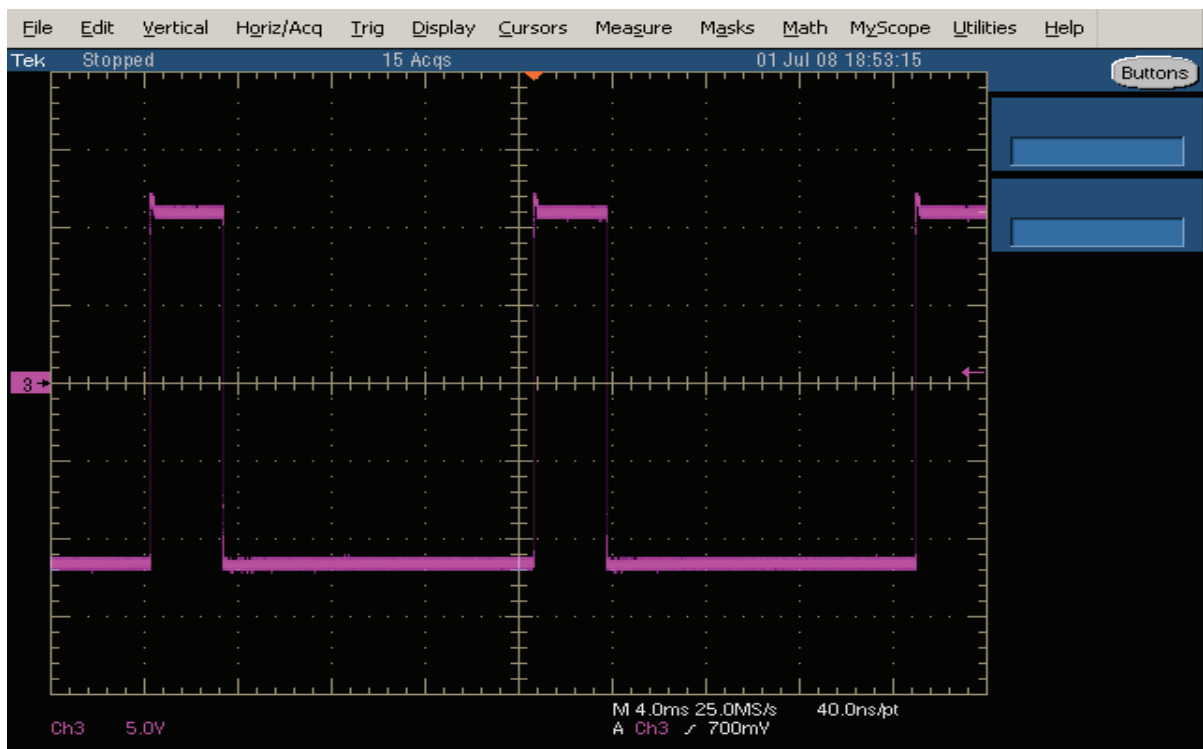 File Edit Vertical Horiz/Acq Trig Display Cursors Measure Masks Math MyScope Utilities Help
Tek Stopped 15 Acqs 01 Jul 08 18:53:15
Buttons
3
M 4.0ms 25.0MS/s 40.0ns/pt
Ch3 5.0V A Ch3 700mV